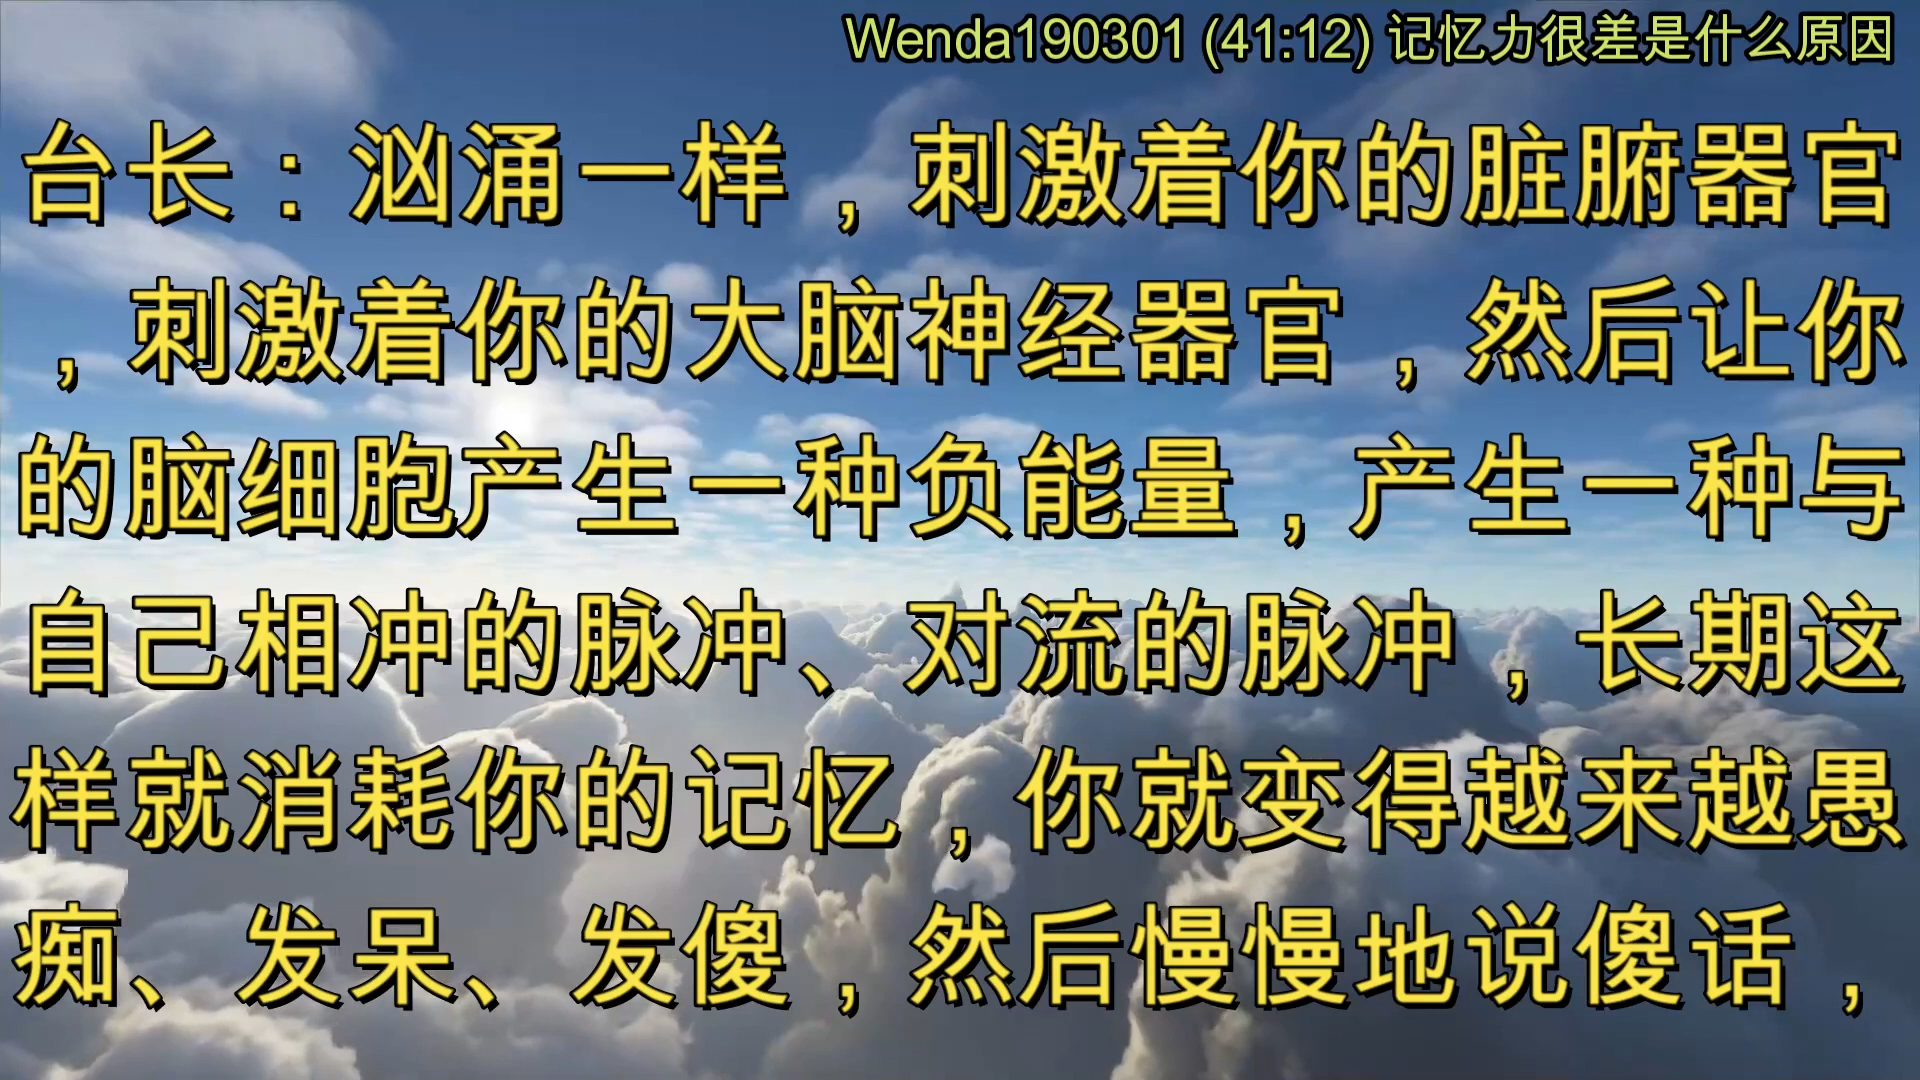 Wenda190301 (41:12) 记忆力很差是什么原因
台长：汹涌一样，刺激着你的脏腑器官
，刺激着你的大脑神经器官，然后让你
的脑细胞产生一种负能量，产生一种与
自己相冲的脉冲、对流的脉冲，长期这
样就消耗你的记忆，你就变得越来越愚
痴、发呆、发傻，然后慢慢地说傻话，